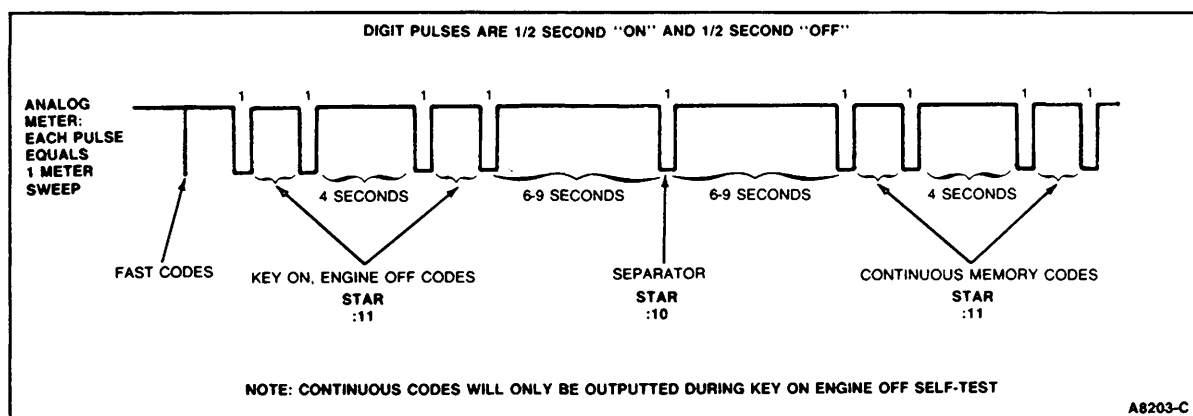 DIGIT PULSES ARE 1/2 SECOND "ON" AND 1/2 SECOND "OFF"
1 1 1 1 1 1 1 1 1
ANALOG
METER:
EACH PULSE
EQUALS
1 METER
SWEEP
4 SECONDS 6-9 SECONDS 6-9 SECONDS 4 SECONDS
FAST CODES KEY ON, ENGINE OFF CODES SEPARATOR CONTINUOUS MEMORY CODES
STAR STAR STAR
:11 :10 :11
NOTE: CONTINUOUS CODES WILL ONLY BE OUTPUTTED DURING KEY ON ENGINE OFF SELF-TEST
A8203-C